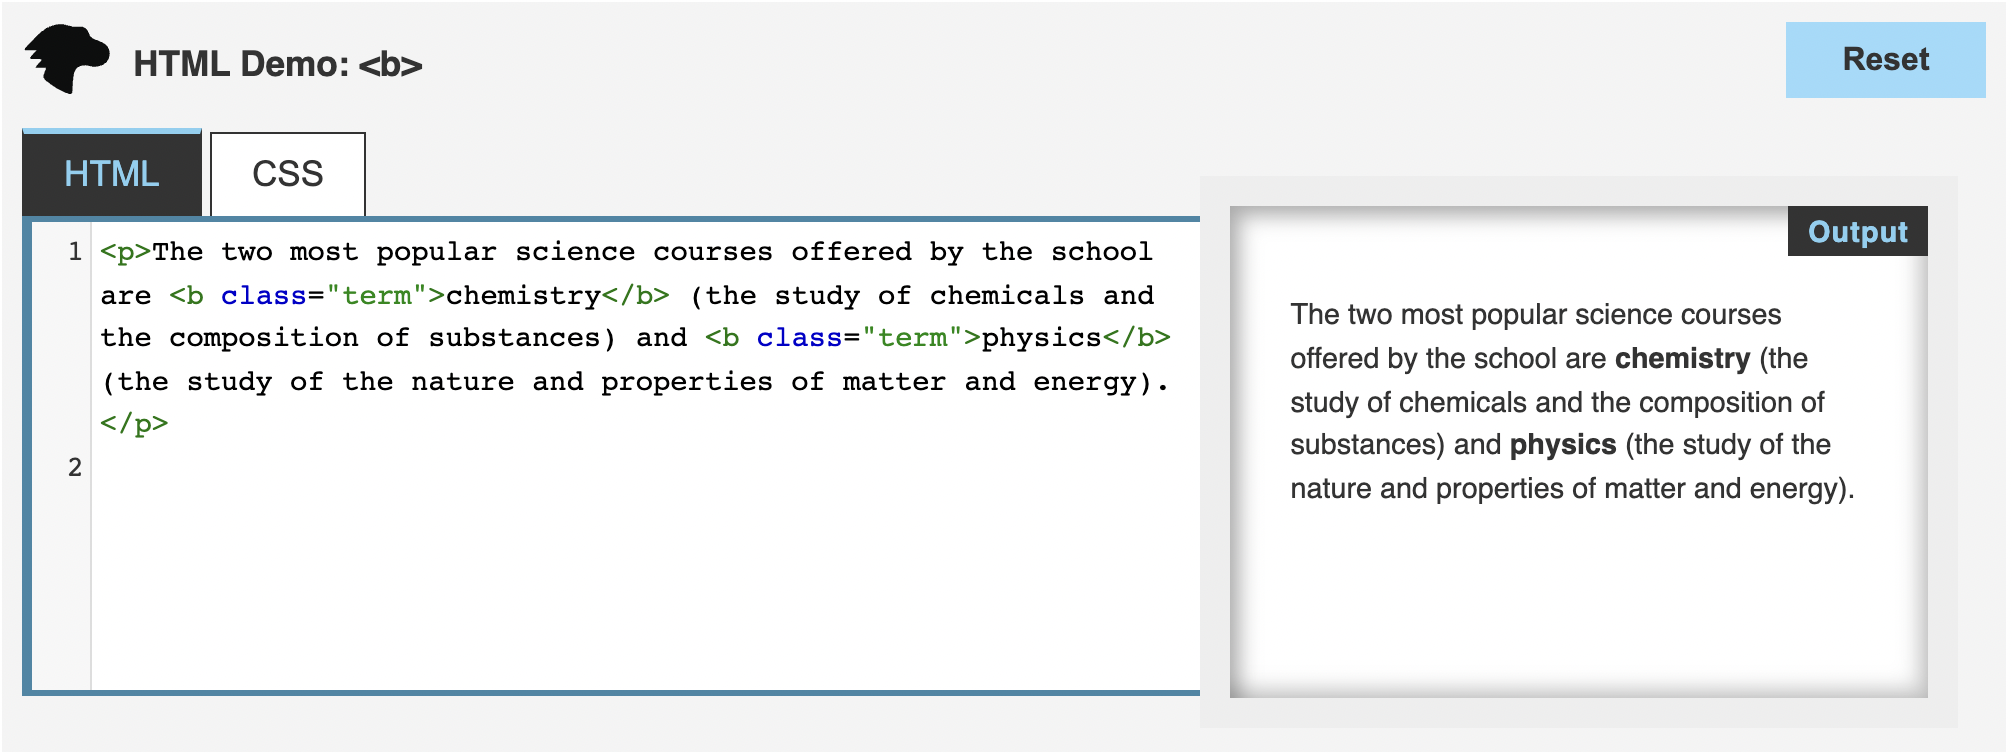 HTML Demo: <b>
Reset
HTML
CSS
1 <p>The two most popular science courses offered by the school
are <b class="term">chemistry</b> (the study of chemicals and
the composition of substances) and <b class="term">physics</b>
(the study of the nature and properties of matter and energy).
</p>
2
Output
The two most popular science courses
offered by the school are chemistry (the
study of chemicals and the composition of
substances) and physics (the study of the
nature and properties of matter and energy).